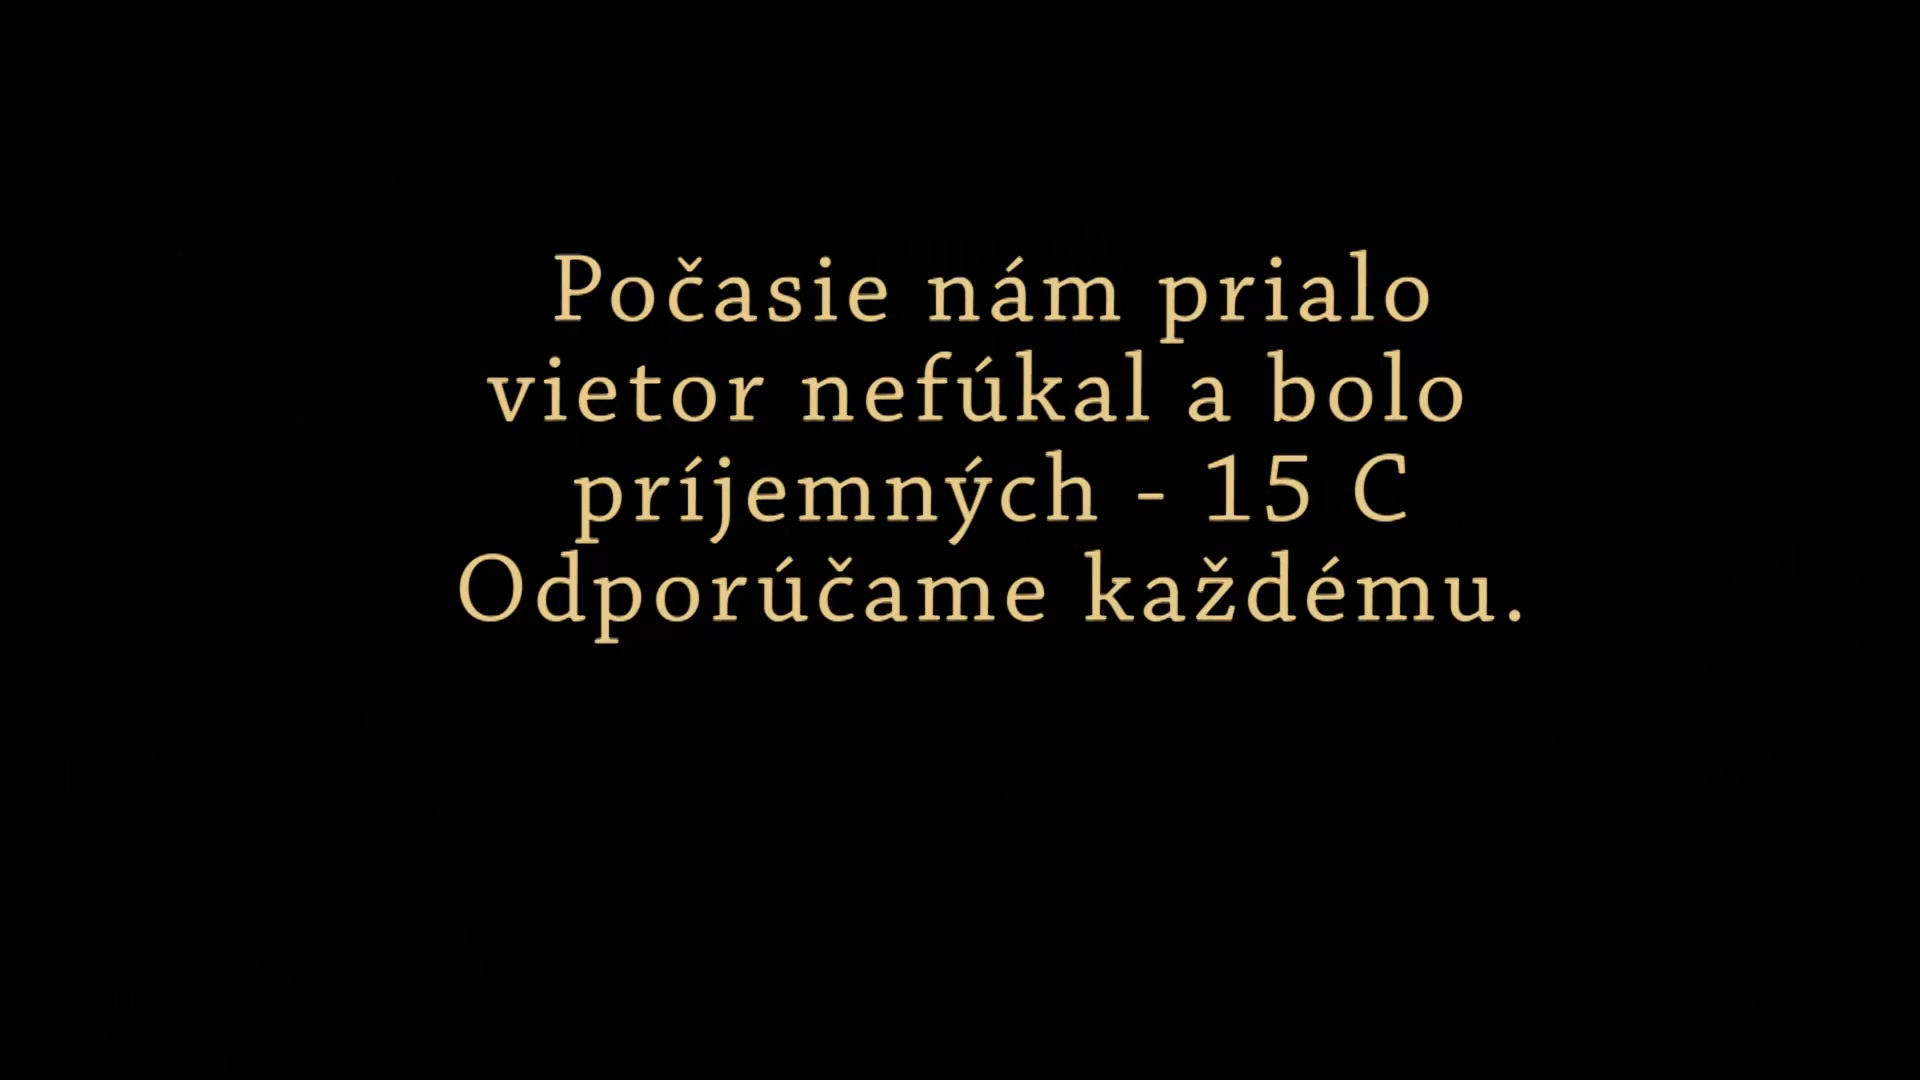 Počasie nám prialo
vietor nefúkal a bolo
príjemných - 15 C
Odporúčame každému.